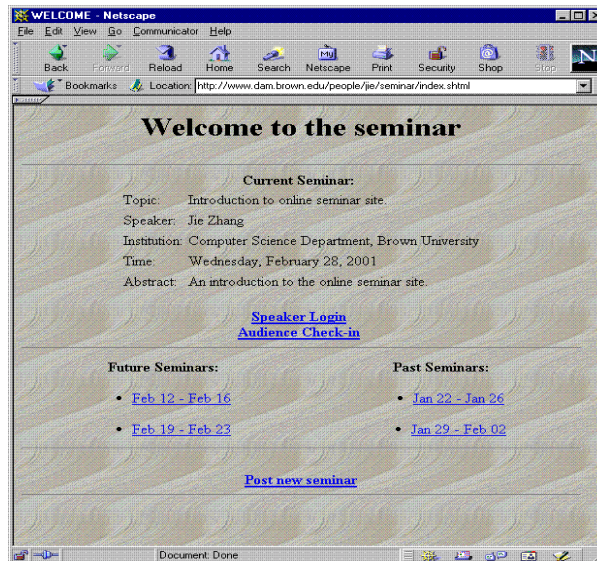 WELCOME - Netscape
File Edit View Go Communicator Help
Back Forward Reload Home Search Netscape Print Security Shop Stop
Bookmarks Location: http://www.dam.brown.edu/people/jie/seminar/index.shtml
Welcome to the seminar
Current Seminar:
Topic: Introduction to online seminar site.
Speaker: Jie Zhang
Institution: Computer Science Department, Brown University
Time: Wednesday, February 28, 2001
Abstract: An introduction to the online seminar site.
Speaker Login
Audience Check-in
Future Seminars: Past Seminars:
• Feb 12 - Feb 16 • Jan 22 - Jan 26
• Feb 19 - Feb 23 • Jan 29 - Feb 02
Post new seminar
Document: Done